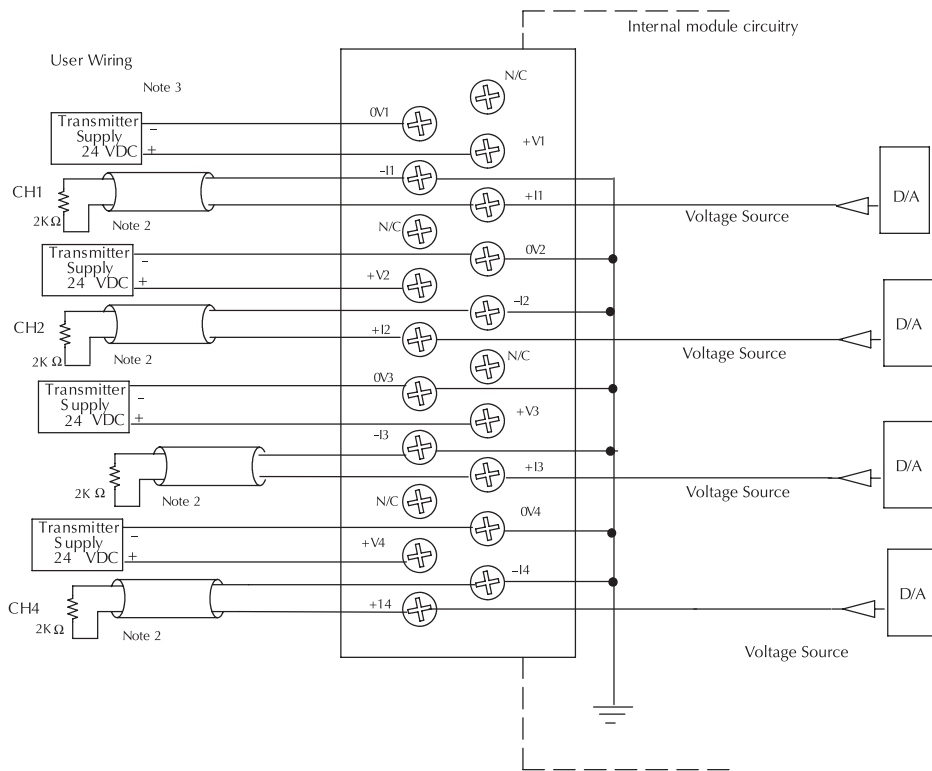 Internal module circuitry
User Wiring
Note 3
N/C
0V1
Transmitter
Supply
24 VDC
−
+
+V1
−I1
CH1
2KΩ
Note 2
+I1
Voltage Source
D/A
N/C
Transmitter
Supply
24 VDC
−
+
0V2
+V2
−I2
CH2
2K Ω
Note 2
+I2
Voltage Source
D/A
N/C
0V3
Transmitter
Supply
24 VDC
−
+
+V3
−I3
2K Ω
Note 2
+I3
Voltage Source
D/A
N/C
0V4
Transmitter
Supply
24 VDC
−
+
+V4
−I4
CH4
2K Ω
Note 2
+14
Voltage Source
D/A